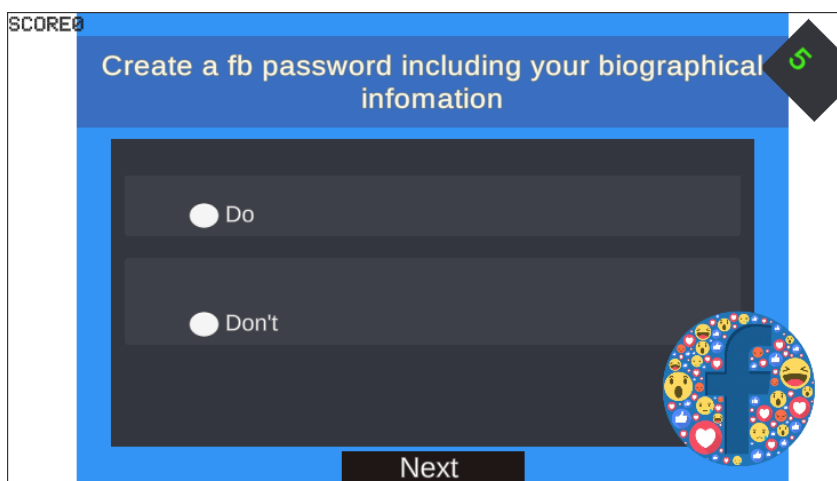 SCORE0
Create a fb password including your biographical
infomation
5
Do
Don't
Next